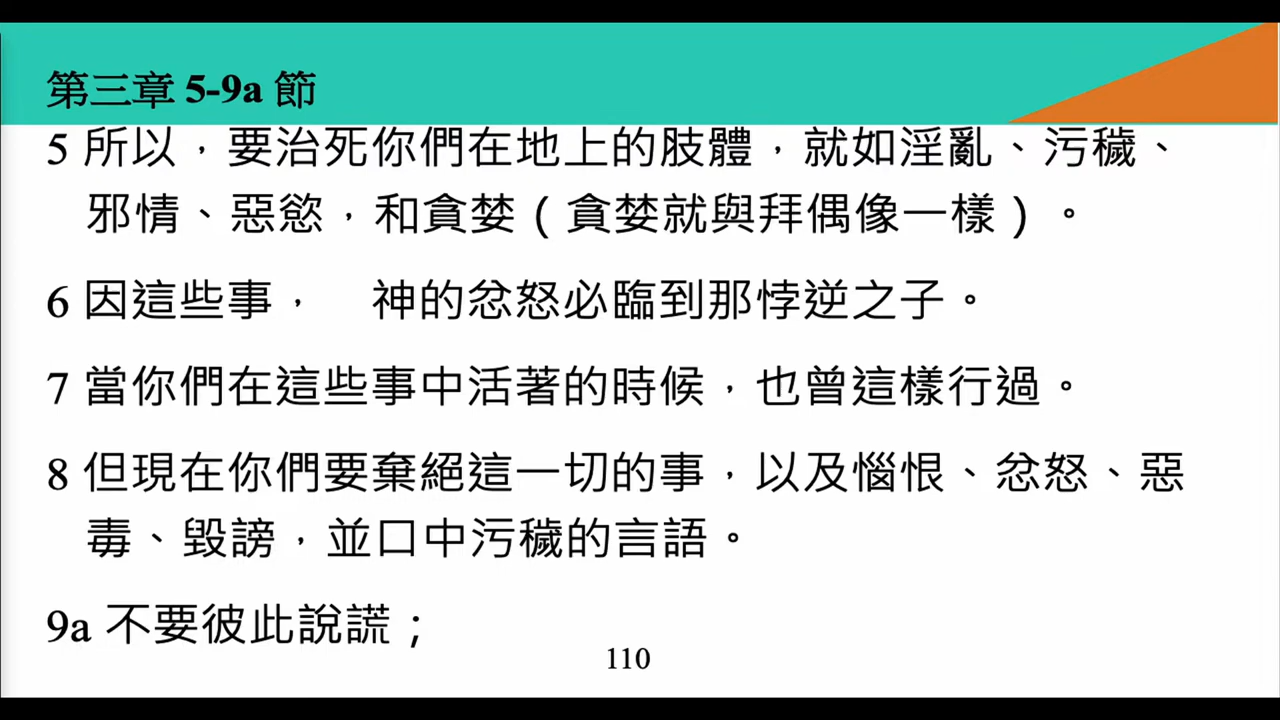 第三章 5-9a 節
5 所以，要治死你們在地上的肢體，就如淫亂、污穢、
邪情、惡慾，和貪婪（貪婪就與拜偶像一樣）。
6 因這些事，　神的忿怒必臨到那悖逆之子。
7 當你們在這些事中活著的時候，也曾這樣行過。
8 但現在你們要棄絕這一切的事，以及惱恨、忿怒、惡
毒、毀謗，並口中污穢的言語。
9a 不要彼此說謊；
110